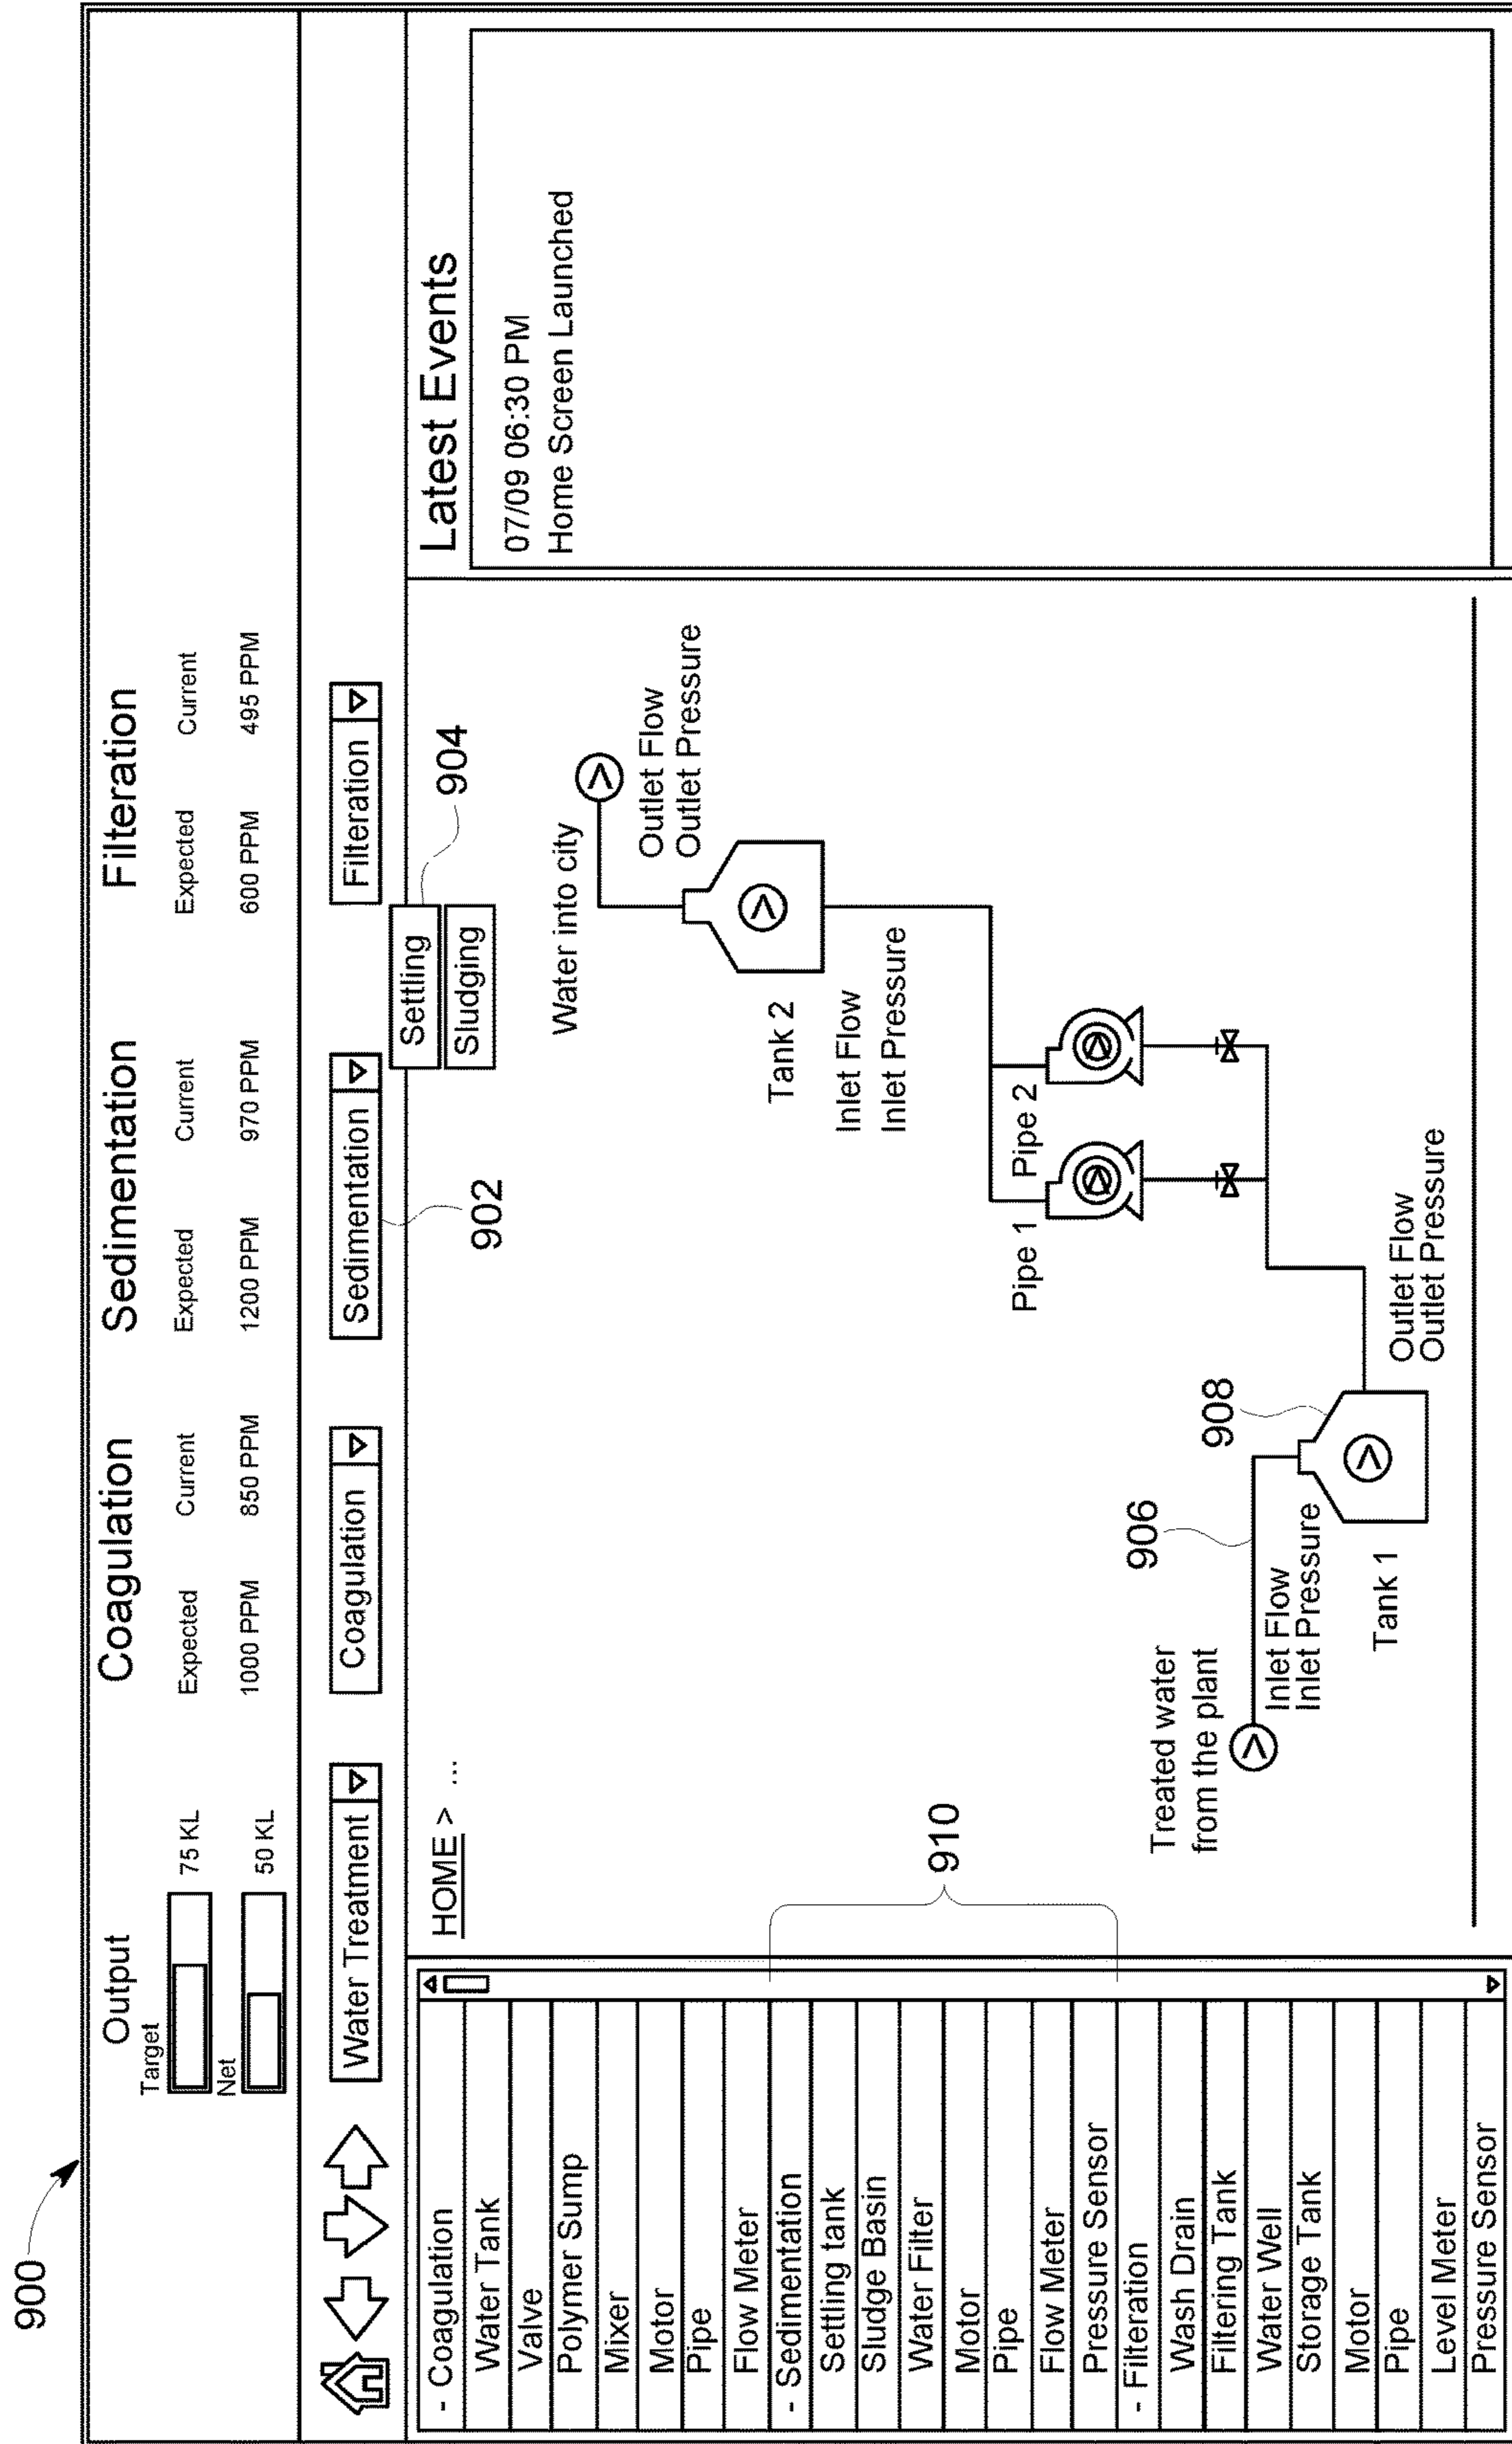 900
Output
Target
75 KL
Net
50 KL
Coagulation
Expected Current
1000 PPM 850 PPM
Sedimentation
Expected Current
1200 PPM 970 PPM
Filteration
Expected Current
600 PPM 495 PPM
Water Treatment
Coagulation
Sedimentation
Filteration
902
Settling
Sludging
904
- Coagulation
Water Tank
Valve
Polymer Sump
Mixer
Motor
Pipe
Flow Meter
- Sedimentation
Settling tank
Sludge Basin
Water Filter
Motor
Pipe
Flow Meter
Pressure Sensor
- Filteration
Wash Drain
Filtering Tank
Water Well
Storage Tank
Motor
Pipe
Level Meter
Pressure Sensor
910
HOME > ...
Water into city
Outlet Flow
Outlet Pressure
Tank 2
Inlet Flow
Inlet Pressure
Pipe 1
Pipe 2
Treated water
from the plant
906
Inlet Flow
Inlet Pressure
908
Tank 1
Outlet Flow
Outlet Pressure
Latest Events
07/09 06:30 PM
Home Screen Launched